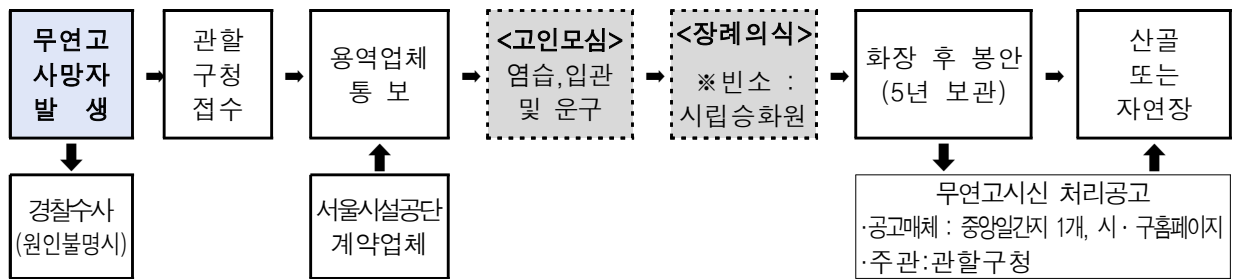 무연고
사망자
발 생
관할
구청
접수
용역업체
통 보
<고인모심>
염습,입관
및 운구
<장례의식>
※빈소 :
시립승화원
화장 후 봉안
(5년 보관)
산골
또는
자연장
경찰수사
(원인불명시)
서울시설공단
계약업체
무연고시신 처리공고
·공고매체 : 중앙일간지 1개, 시· 구홈페이지
·주관:관할구청